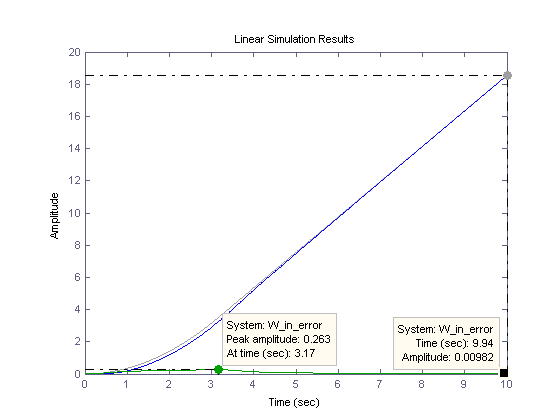 Linear Simulation Results
20
18
16
14
12
10
8
6
4
2
0
Amplitude
System: W_in_error
Peak amplitude: 0.263
At time (sec): 3.17
System: W_in_error
Time (sec): 9.94
Amplitude: 0.00982
0 1 2 3 4 5 6 7 8 9 10
Time (sec)